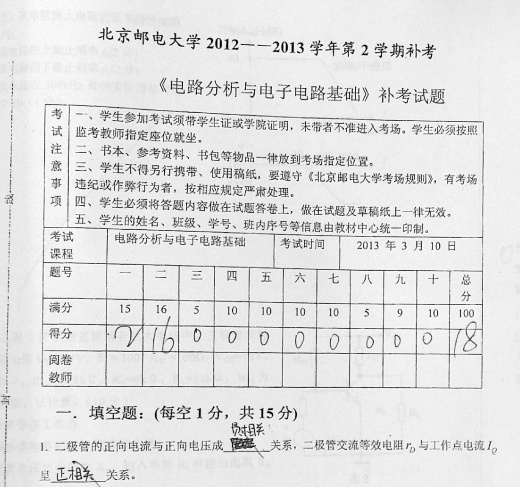 北京邮电大学 2012——2013 学年第 2 学期补考
《电路分析与电子电路基础》补考试题
考试注意事项
一、学生参加考试须带学生证或学院证明，未带者不准进入考场。学生必须按照
监考教师指定座位就坐。
二、书本、参考资料、书包等物品一律放到考场指定位置。
三、学生不得另行携带、使用稿纸，要遵守《北京邮电大学考场规则》，有考场
违纪或作弊行为者，按相应规定严肃处理。
四、学生必须将答题内容做在试题答卷上，做在试题及草稿纸上一律无效。
五、学生的姓名、班级、学号、班内序号等信息由教材中心统一印制。
考试课程 电路分析与电子电路基础 考试时间 2013 年 3 月 10 日
题号 一 二 三 四 五 六 七 八 九 十 总分
满分 15 16 5 10 10 10 10 5 9 10 100
得分 2 16 0 0 0 0 0 0 0 0 18
阅卷教师
一．填空题：（每空 1 分，共 15 分）
1. 二极管的正向电流与正向电压成 负相关 关系，二极管交流等效电阻 r_D 与工作点电流 I_Q
呈 正相关 关系。